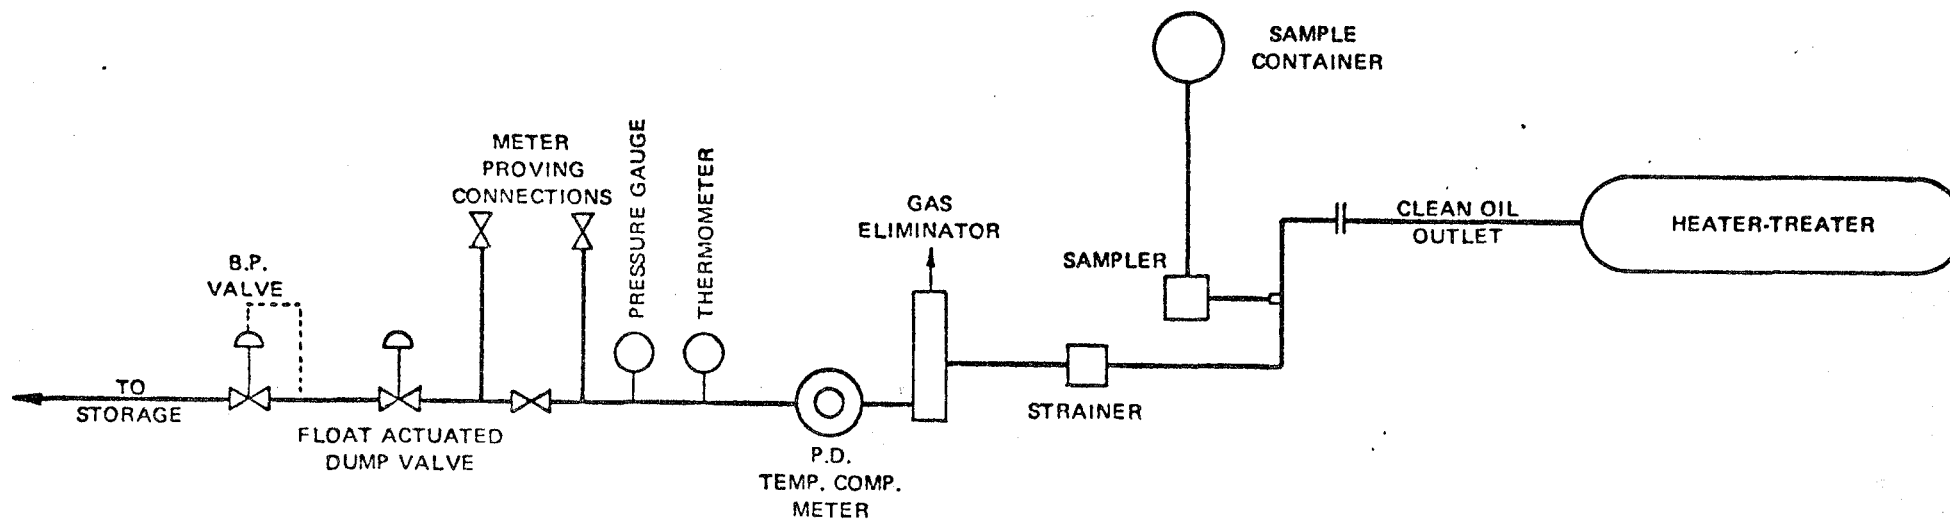 SAMPLE
CONTAINER
METER
PROVING
CONNECTIONS
PRESSURE GAUGE
THERMOMETER
GAS
ELIMINATOR
CLEAN OIL
OUTLET
HEATER-TREATER
SAMPLER
B.P.
VALVE
TO
STORAGE
FLOAT ACTUATED
DUMP VALVE
STRAINER
P.D.
TEMP. COMP.
METER